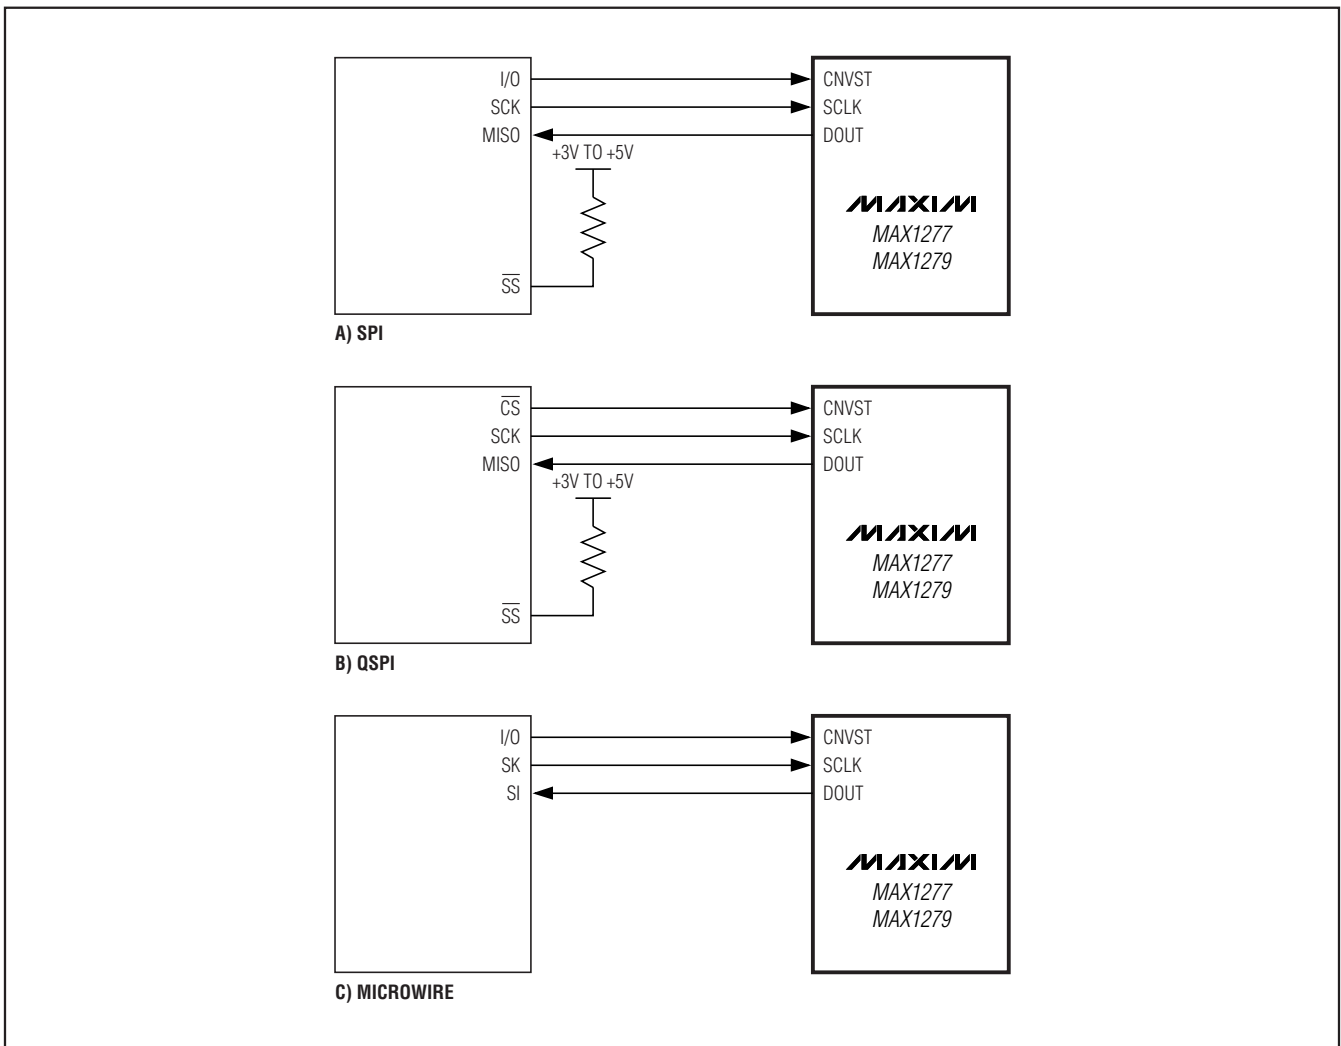 I/O
SCK
MISO
+3V TO +5V
SS
CNVST
SCLK
DOUT
MAXIM
MAX1277
MAX1279
A) SPI
CS
SCK
MISO
+3V TO +5V
SS
CNVST
SCLK
DOUT
MAXIM
MAX1277
MAX1279
B) QSPI
I/O
SK
SI
CNVST
SCLK
DOUT
MAXIM
MAX1277
MAX1279
C) MICROWIRE